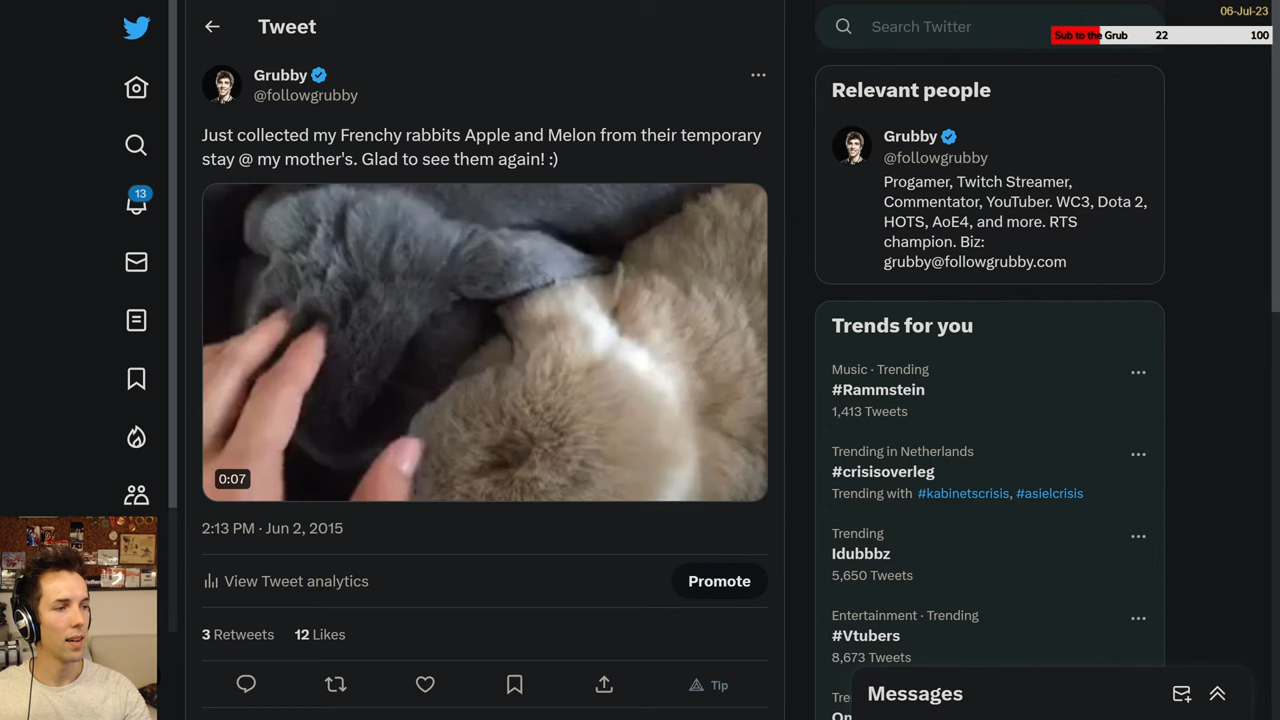 06-Jul-23
Sub to the Grub 22 100
Tweet
Search Twitter
Grubby
@followgrubby
Just collected my Frenchy rabbits Apple and Melon from their temporary
stay @ my mother's. Glad to see them again! :)
13
0:07
2:13 PM · Jun 2, 2015
View Tweet analytics
Promote
3 Retweets 12 Likes
Tip
Relevant people
Grubby
@followgrubby
Progamer, Twitch Streamer,
Commentator, YouTuber. WC3, Dota 2,
HOTS, AoE4, and more. RTS
champion. Biz:
grubby@followgrubby.com
Trends for you
Music · Trending
#Rammstein
1,413 Tweets
Trending in Netherlands
#crisisoverleg
Trending with #kabinetscrisis, #asielcrisis
Trending
Idubbbz
5,650 Tweets
Entertainment · Trending
#Vtubers
8,673 Tweets
Messages